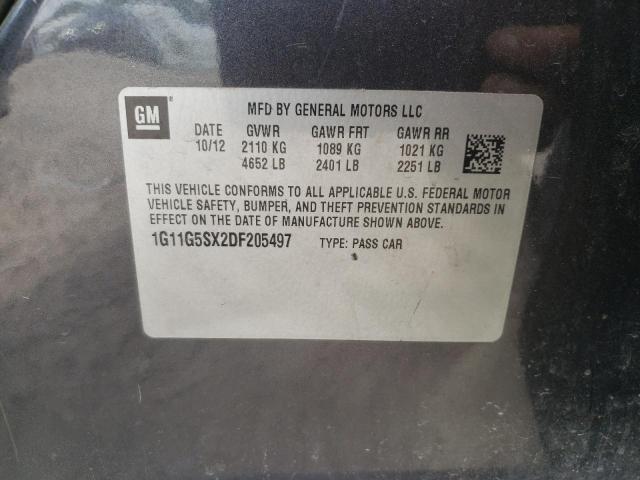 GM ® MFD BY GENERAL MOTORS LLC
DATE GVWR GAWR FRT GAWR RR
10/12 2110 KG 1089 KG 1021 KG
4652 LB 2401 LB 2251 LB
THIS VEHICLE CONFORMS TO ALL APPLICABLE U.S. FEDERAL MOTOR
VEHICLE SAFETY, BUMPER, AND THEFT PREVENTION STANDARDS IN
EFFECT ON THE DATE OF MANUFACTURE SHOWN ABOVE.
1G11G5SX2DF205497 TYPE: PASS CAR